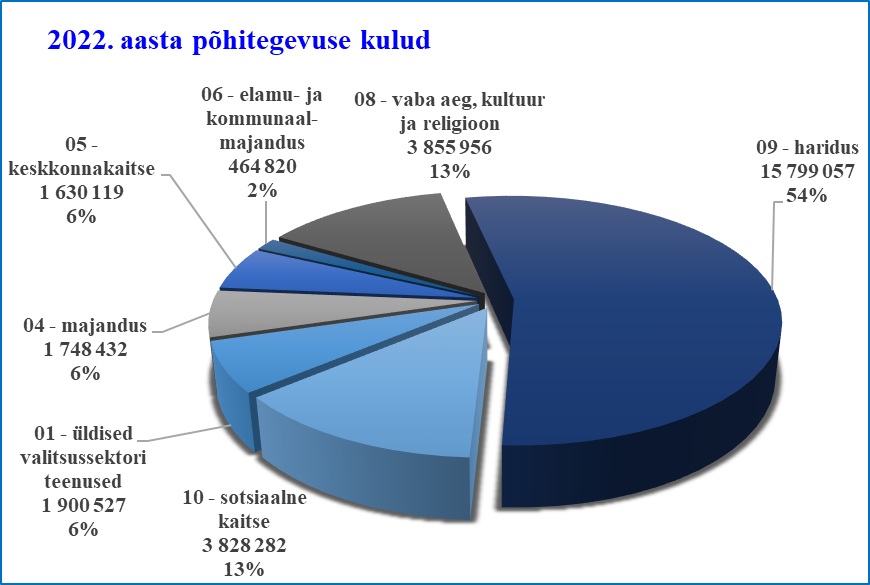 2022. aasta põhitegevuse kulud
06 - elamu- ja
kommunaal-
majandus
464 820
2%
08 - vaba aeg, kultuur
ja religioon
3 855 956
13%
09 - haridus
15 799 057
54%
05 -
keskkonnakaitse
1 630 119
6%
04 - majandus
1 748 432
6%
01 - üldised
valitsussektori
teenused
1 900 527
6%
10 - sotsiaalne
kaitse
3 828 282
13%